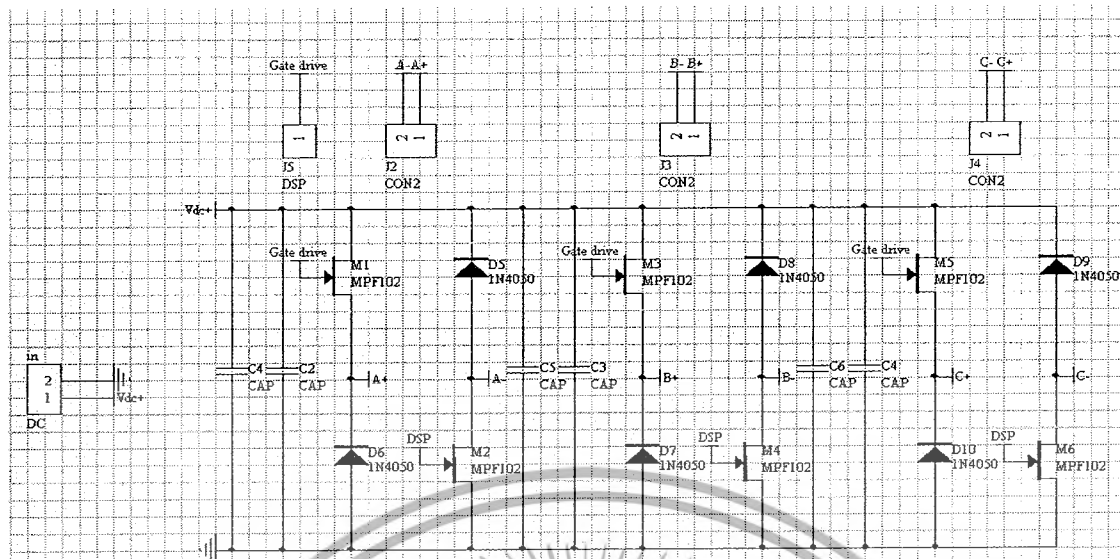 Gate drive
A- A+
B- B+
C- C+
1
2 1
2 1
2 1
J5
DSP
J2
CON2
J3
CON2
J4
CON2
Vdc+
Gate drive
M1
MPF102
D5
1N4050
Gate drive
M3
MPF102
D8
1N4050
Gate drive
M5
MPF102
D9
1N4050
in
2
1
DC
Vdc+
C4
CAP
C2
CAP
A+
A-
C5
CAP
C3
CAP
B+
B-
C6
CAP
C4
CAP
C+
C-
D6
1N4050
DSP
M2
MPF102
D7
1N4050
DSP
M4
MPF102
D10
1N4050
DSP
M6
MPF102